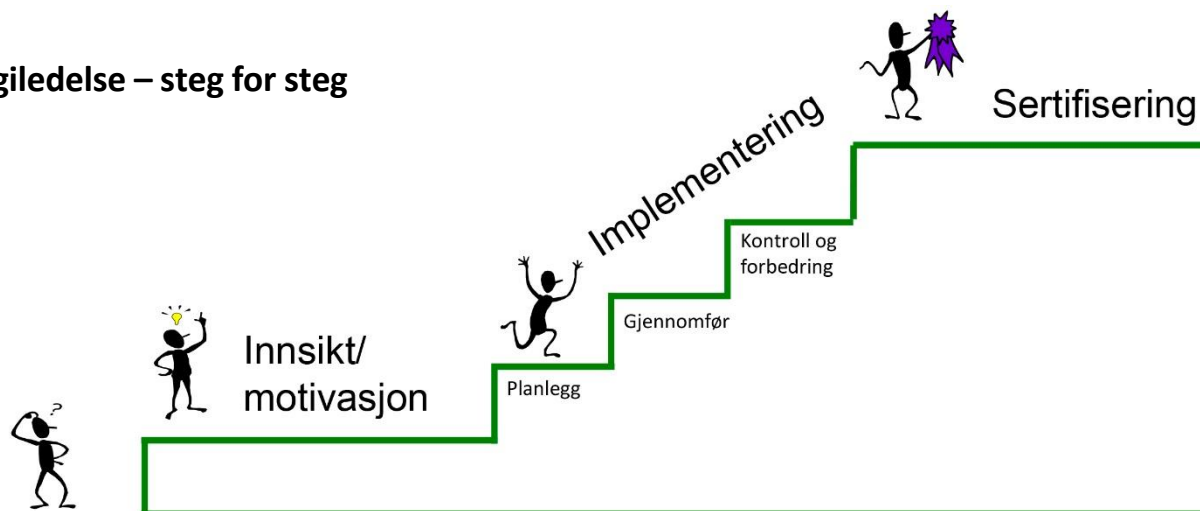 giledelse – steg for steg
Sertifisering
Implementering
Kontroll og
forbedring
Gjennomfør
Innsikt/
motivasjon
Planlegg
?